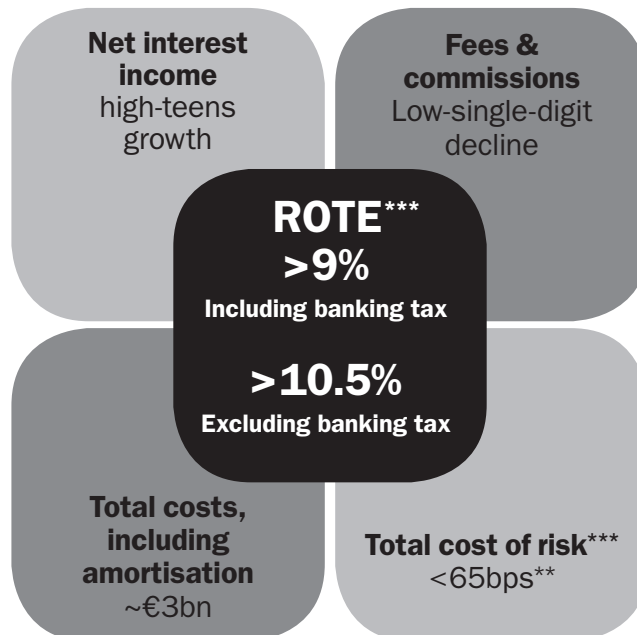 Net interest
income
high-teens
growth
Fees &
commissions
Low-single-digit
decline
ROTE***
>9%
Including banking tax
>10.5%
Excluding banking tax
Total costs,
including
amortisation
~€3bn
Total cost of risk***
<65bps**